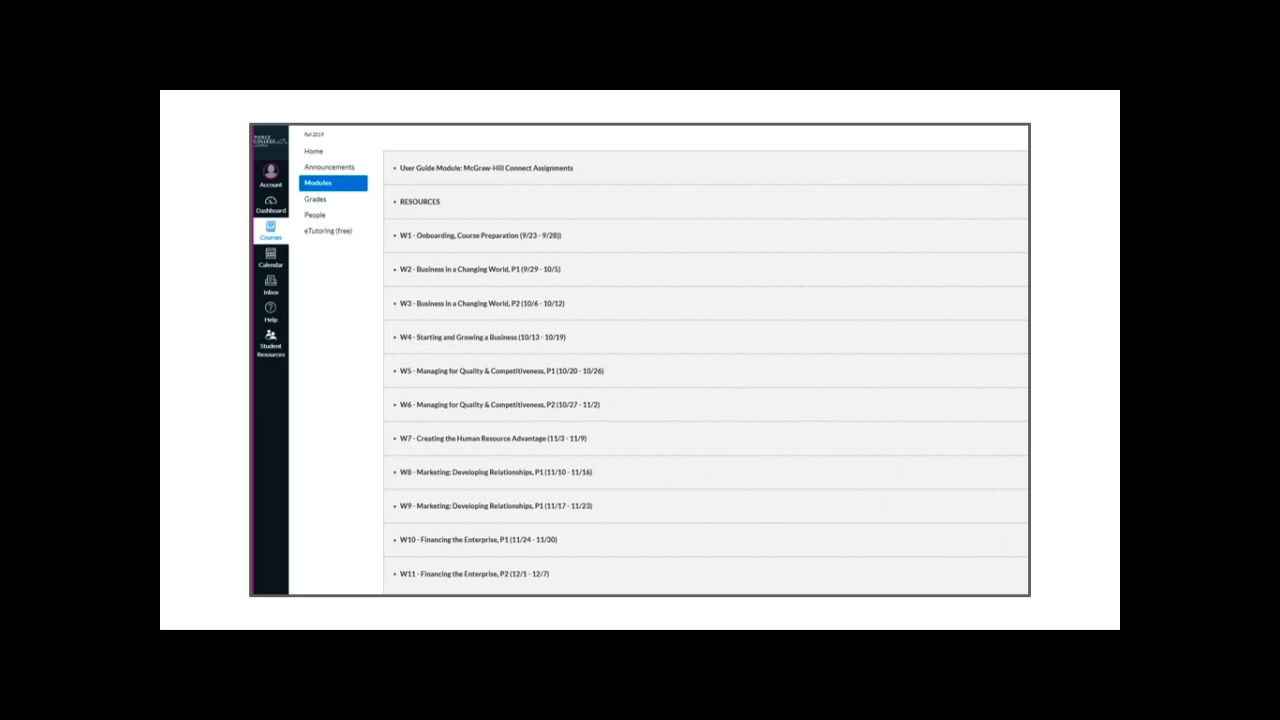 PIERCE
COLLEGE
Account
Dashboard
Courses
Calendar
Inbox
Help
Student
Resources
Fall 2019
Home
Announcements
Modules
Grades
People
eTutoring (free)
User Guide Module: McGraw-Hill Connect Assignments
RESOURCES
W1 - Onboarding, Course Preparation (9/23 - 9/28))
W2 - Business in a Changing World, P1 (9/29 - 10/5)
W3 - Business in a Changing World, P2 (10/6 - 10/12)
W4 - Starting and Growing a Business (10/13 - 10/19)
W5 - Managing for Quality & Competitiveness, P1 (10/20 - 10/26)
W6 - Managing for Quality & Competitiveness, P2 (10/27 - 11/2)
W7 - Creating the Human Resource Advantage (11/3 - 11/9)
W8 - Marketing: Developing Relationships, P1 (11/10 - 11/16)
W9 - Marketing: Developing Relationships, P1 (11/17 - 11/23)
W10 - Financing the Enterprise, P1 (11/24 - 11/30)
W11 - Financing the Enterprise, P2 (12/1 - 12/7)